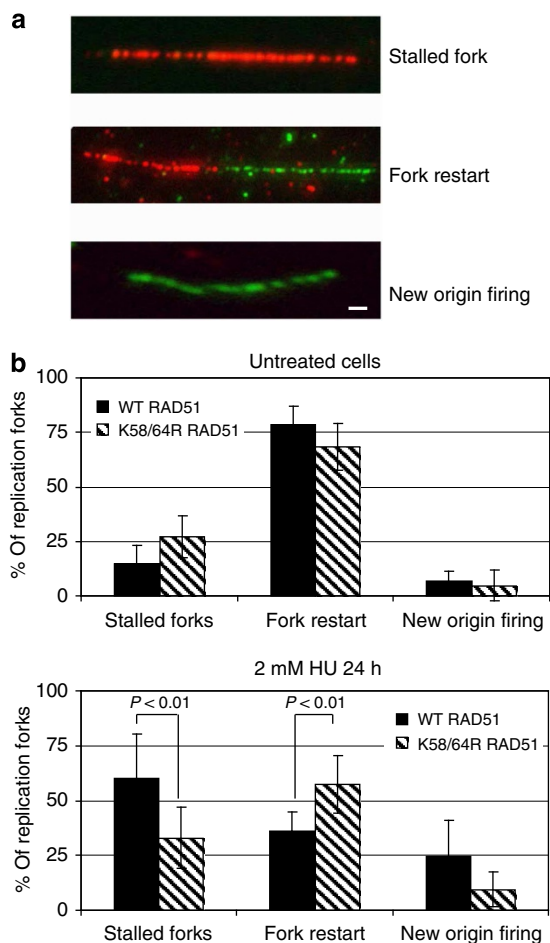 a
Stalled fork
Fork restart
New origin firing
b
Untreated cells
% Of replication forks
100
75
50
25
0
WT RAD51
K58/64R RAD51
Stalled forks
Fork restart
New origin firing
2 mM HU 24 h
% Of replication forks
100
75
50
25
0
P < 0.01
P < 0.01
WT RAD51
K58/64R RAD51
Stalled forks
Fork restart
New origin firing